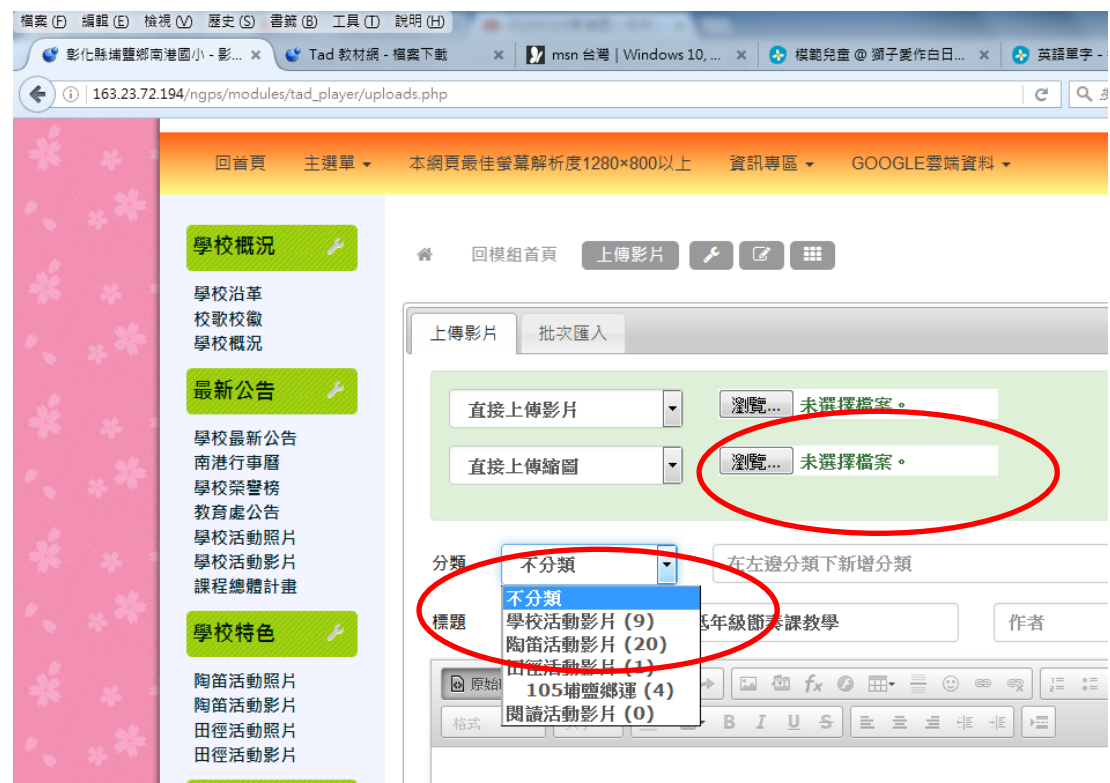 檔案(F) 編輯(E) 檢視(V) 歷史(S) 書籤(B) 工具(T) 說明(H)
彰化縣埔鹽鄉南港國小 - 影... × Tad 教材網 - 檔案下載 × msn 台灣 | Windows 10, ... × 模範兒童 @ 獅子愛作白日... × 英語單字 -
163.23.72.194/ngps/modules/tad_player/uploads.php
回首頁 主選單 本網頁最佳螢幕解析度1280×800以上 資訊專區 GOOGLE雲端資料
學校概況
學校沿革
校歌校徽
學校概況
最新公告
學校最新公告
南港行事曆
學校榮譽榜
教育處公告
學校活動照片
學校活動影片
課程總體計畫
學校特色
陶笛活動照片
陶笛活動影片
田徑活動照片
田徑活動影片
回模組首頁 上傳影片
上傳影片 批次匯入
直接上傳影片 瀏覽... 未選擇檔案。
直接上傳縮圖 瀏覽... 未選擇檔案。
分類 不分類 在左邊分類下新增分類
不分類
學校活動影片 (9)
陶笛活動影片 (20)
田徑活動影片 (1)
105埔鹽鄉運 (4)
閱讀活動影片 (0)
標題 年級節奏課教學 作者
原始
格式
B I U S